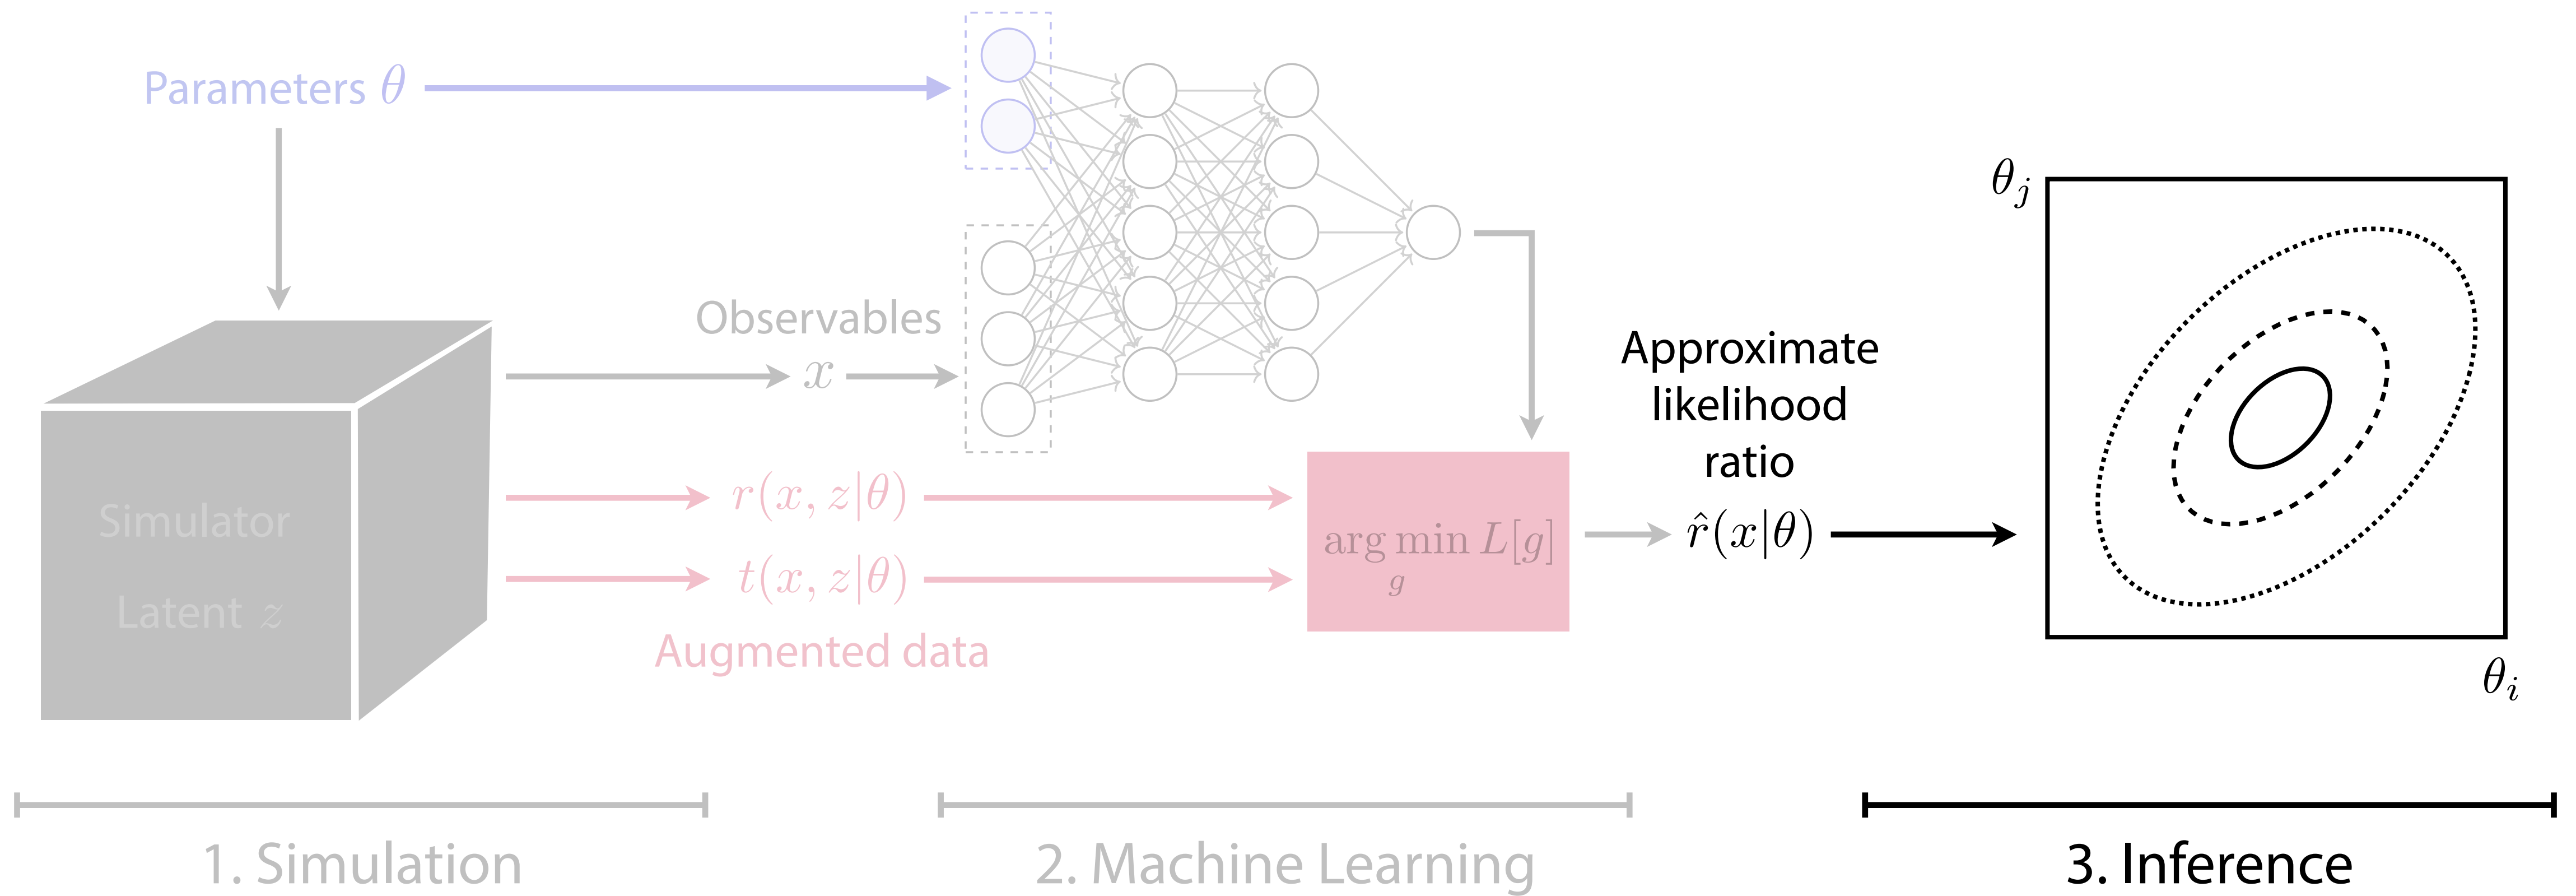 Parameters θ
Observables
x
Simulator
Latent z
r(x, z|θ)
t(x, z|θ)
Augmented data
arg min L[g]
g
Approximate
likelihood
ratio
r̂(x|θ)
θj
θi
1. Simulation
2. Machine Learning
3. Inference